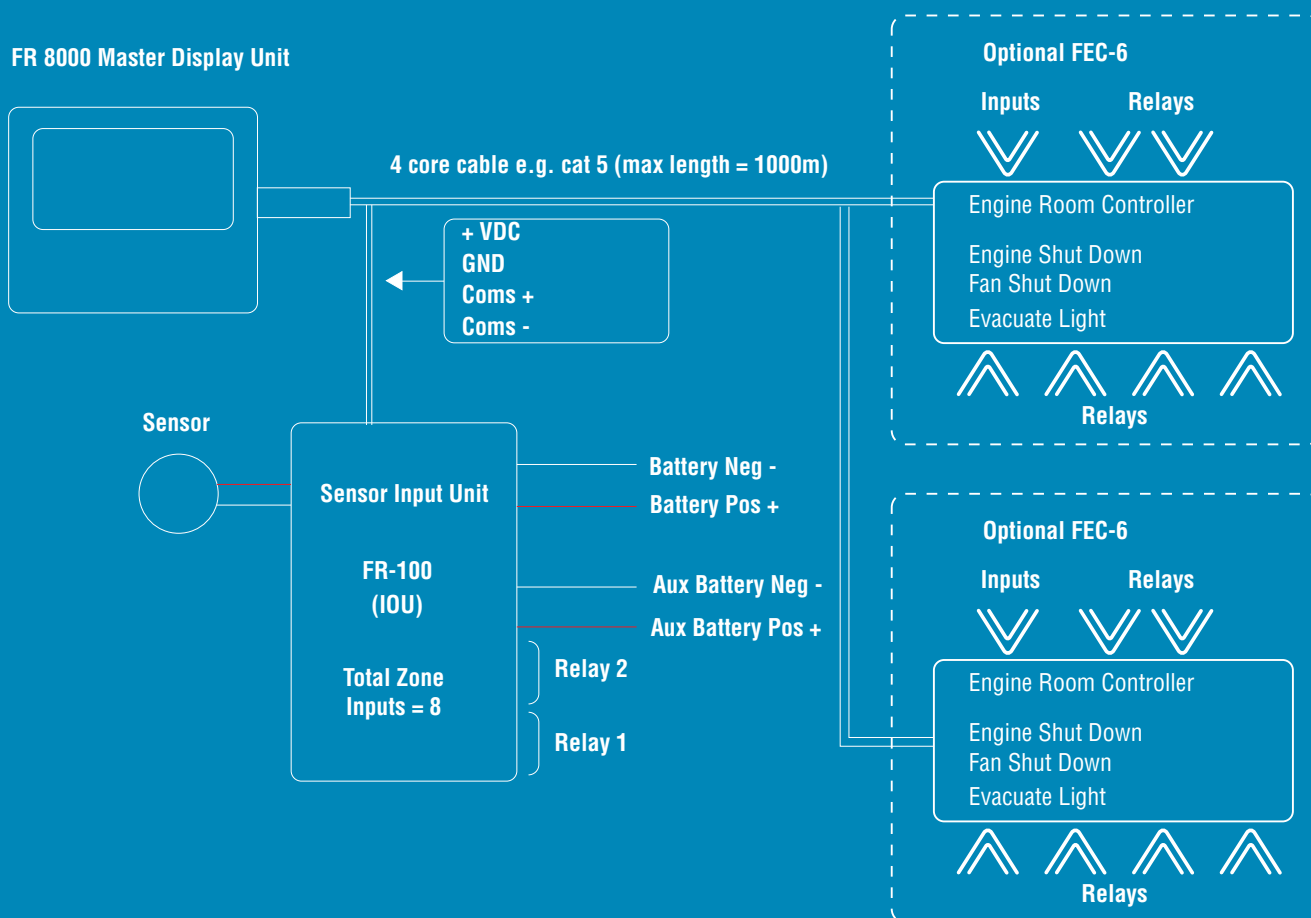 FR 8000 Master Display Unit
4 core cable e.g. cat 5 (max length = 1000m)
+ VDC
GND
Coms +
Coms -
Sensor
Sensor Input Unit
FR-100
(IOU)
Total Zone
Inputs = 8
Battery Neg -
Battery Pos +
Aux Battery Neg -
Aux Battery Pos +
Relay 2
Relay 1
Optional FEC-6
Inputs Relays
Engine Room Controller
Engine Shut Down
Fan Shut Down
Evacuate Light
Relays
Optional FEC-6
Inputs Relays
Engine Room Controller
Engine Shut Down
Fan Shut Down
Evacuate Light
Relays